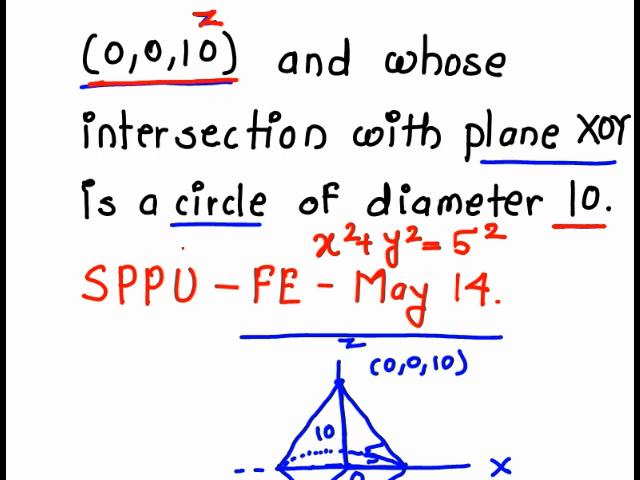 z
(0,0,10) and whose
intersection with plane XOY
is a circle of diameter 10.
x²+y²=5²
SPPU - FE - May 14.
z
(0,0,10)
10
5
X